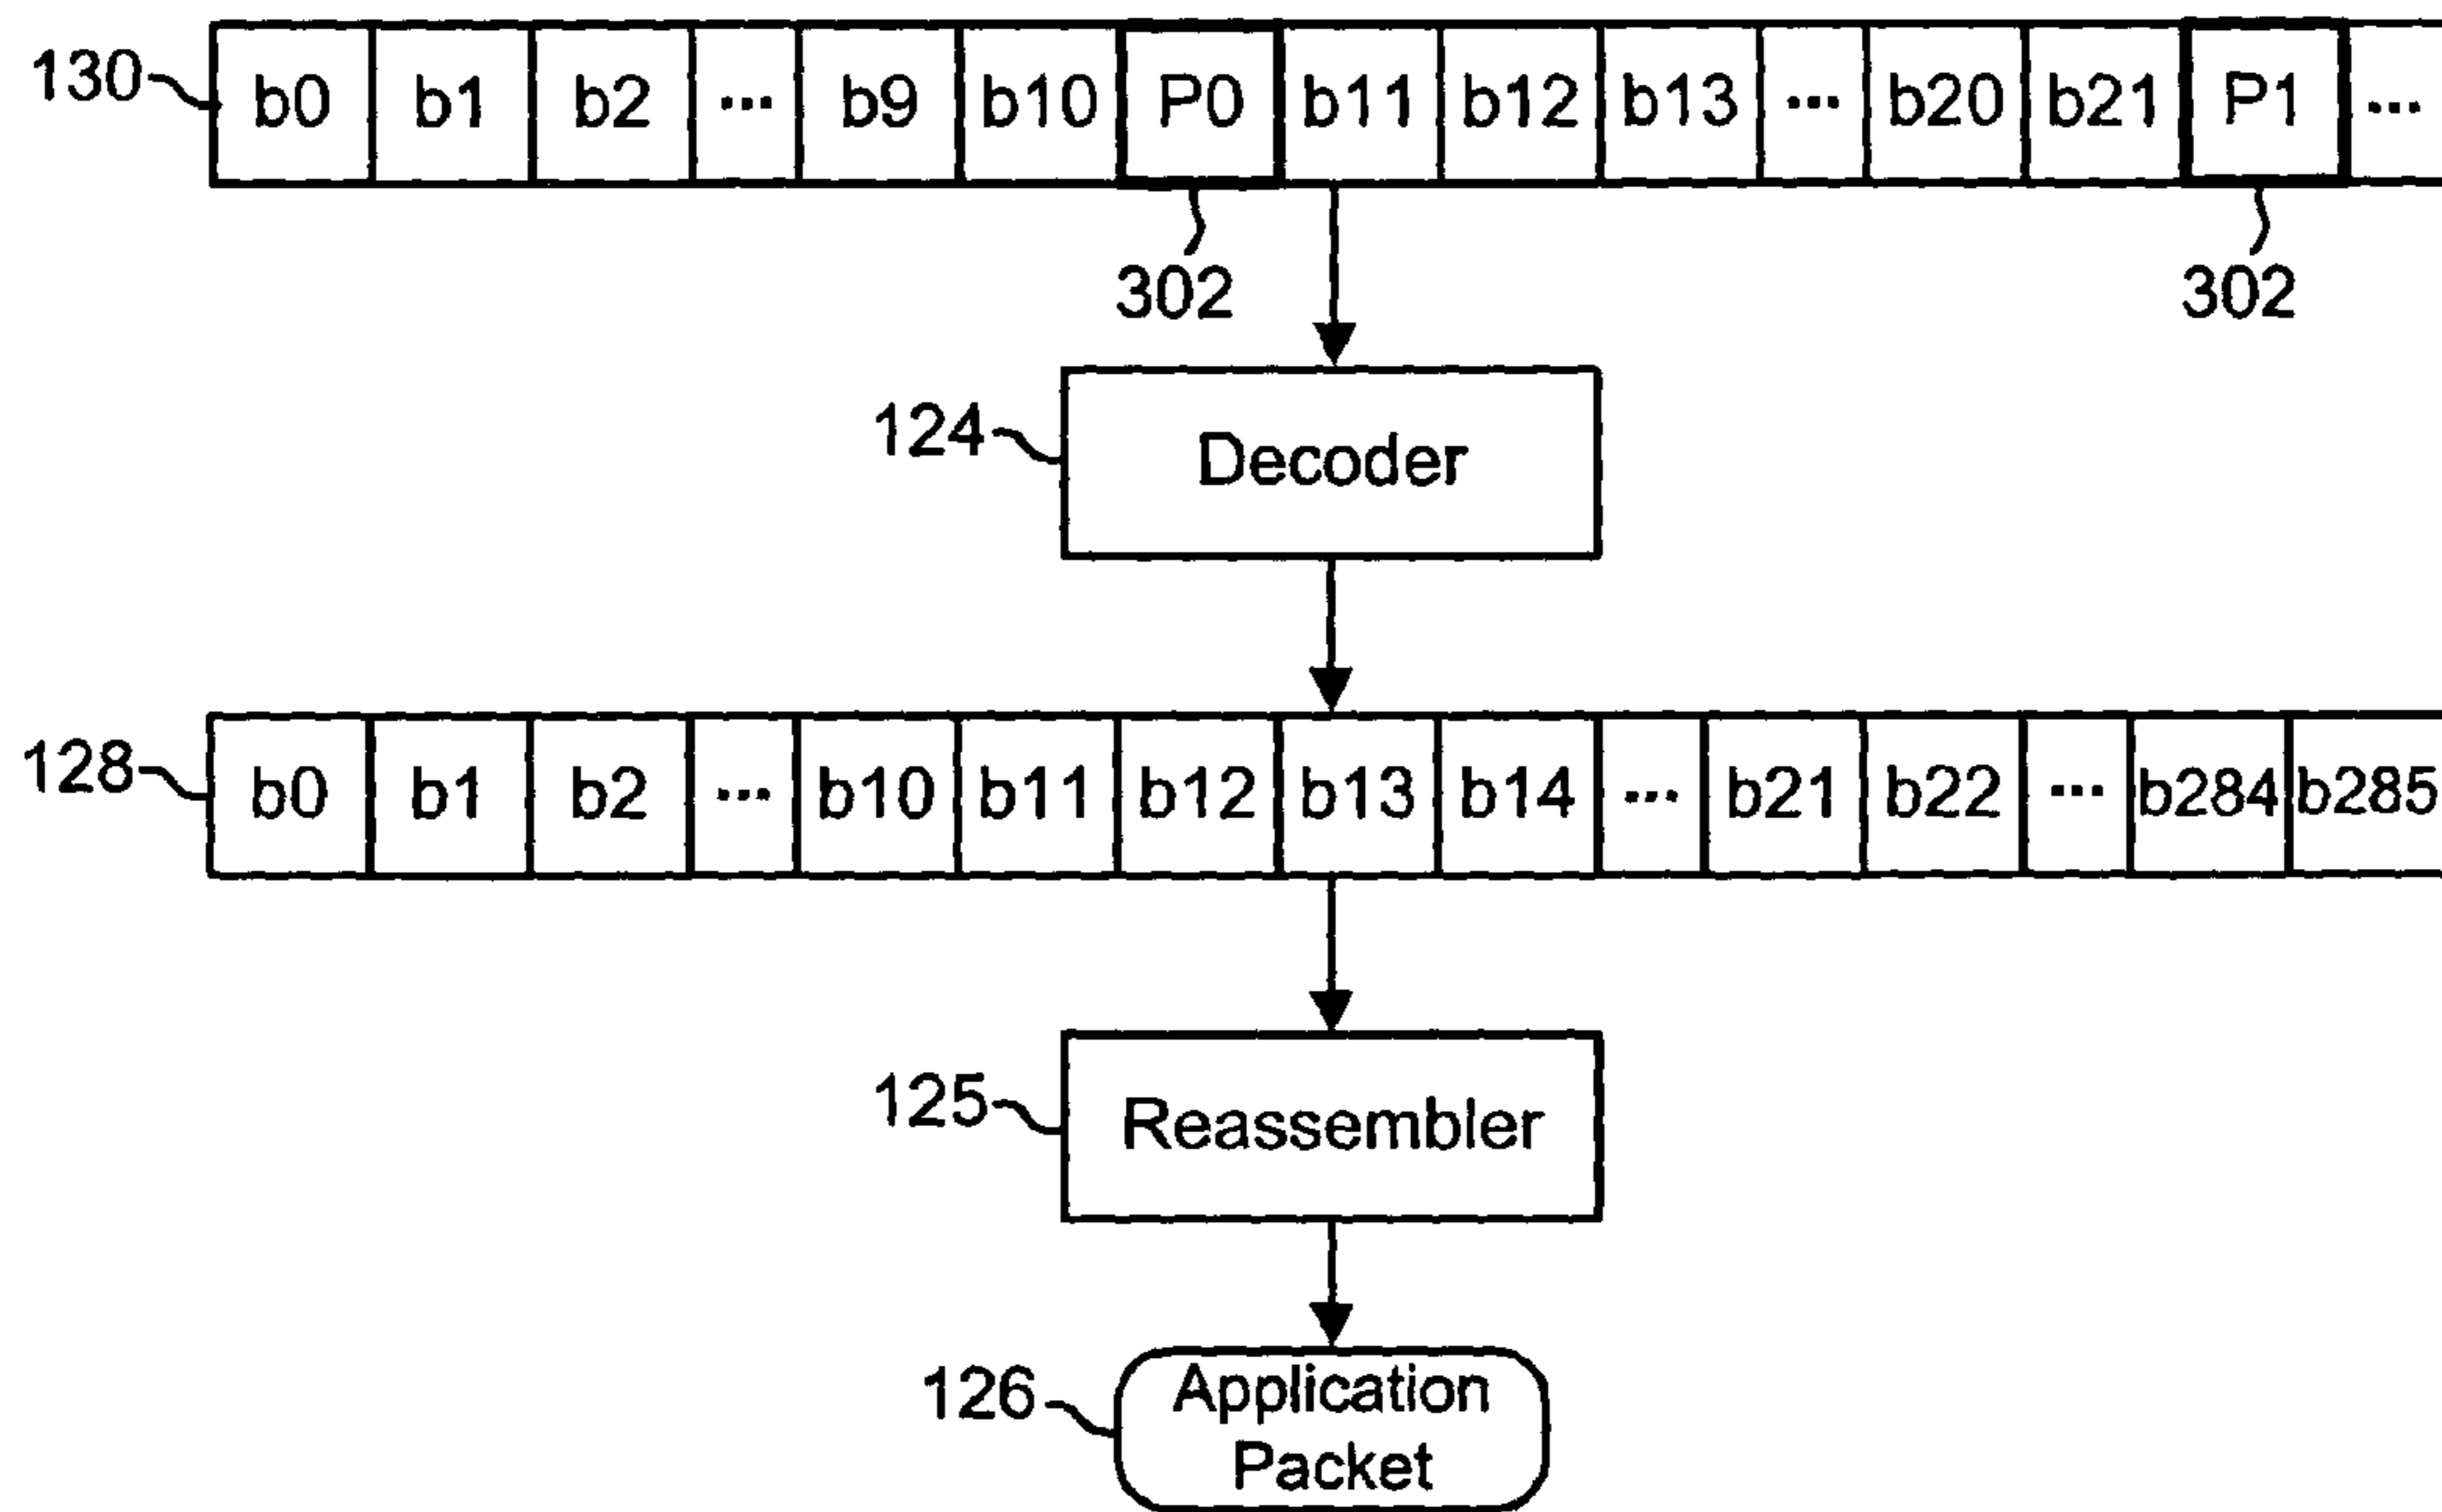 130 b0 b1 b2 ... b9 b10 P0 b11 b12 b13 ... b20 b21 P1 ...
302 302
124 Decoder
128 b0 b1 b2 ... b10 b11 b12 b13 b14 ... b21 b22 ... b284 b285
125 Reassembler
126 Application
Packet